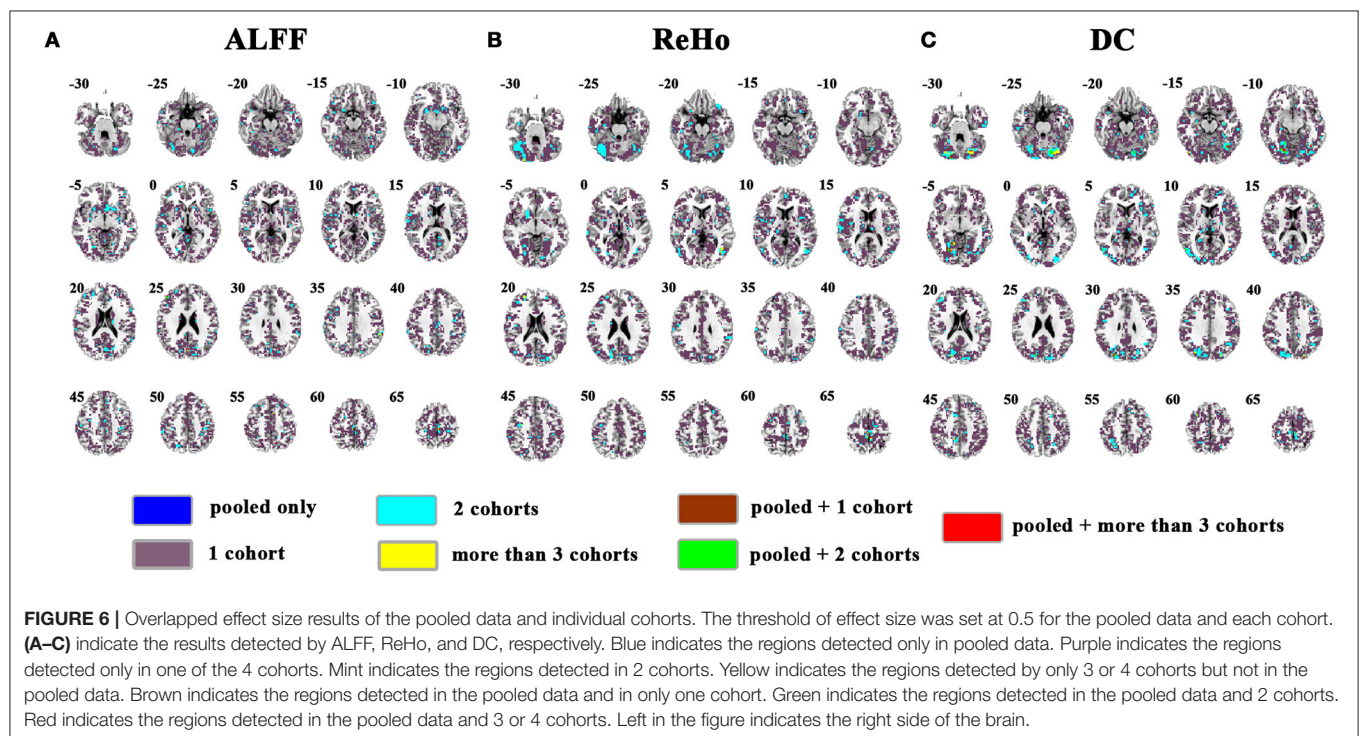 A ALFF B ReHo C DC
-30 -25 -20 -15 -10 -30 -25 -20 -15 -10 -30 -25 -20 -15 -10
-5 0 5 10 15 -5 0 5 10 15 -5 0 5 10 15
20 25 30 35 40 20 25 30 35 40 20 25 30 35 40
45 50 55 60 65 45 50 55 60 65 45 50 55 60 65
pooled only 2 cohorts pooled + 1 cohort pooled + more than 3 cohorts
1 cohort more than 3 cohorts pooled + 2 cohorts
FIGURE 6 | Overlapped effect size results of the pooled data and individual cohorts. The threshold of effect size was set at 0.5 for the pooled data and each cohort.
(A–C) indicate the results detected by ALFF, ReHo, and DC, respectively. Blue indicates the regions detected only in pooled data. Purple indicates the regions
detected only in one of the 4 cohorts. Mint indicates the regions detected in 2 cohorts. Yellow indicates the regions detected by only 3 or 4 cohorts but not in the
pooled data. Brown indicates the regions detected in the pooled data and in only one cohort. Green indicates the regions detected in the pooled data and 2 cohorts.
Red indicates the regions detected in the pooled data and 3 or 4 cohorts. Left in the figure indicates the right side of the brain.